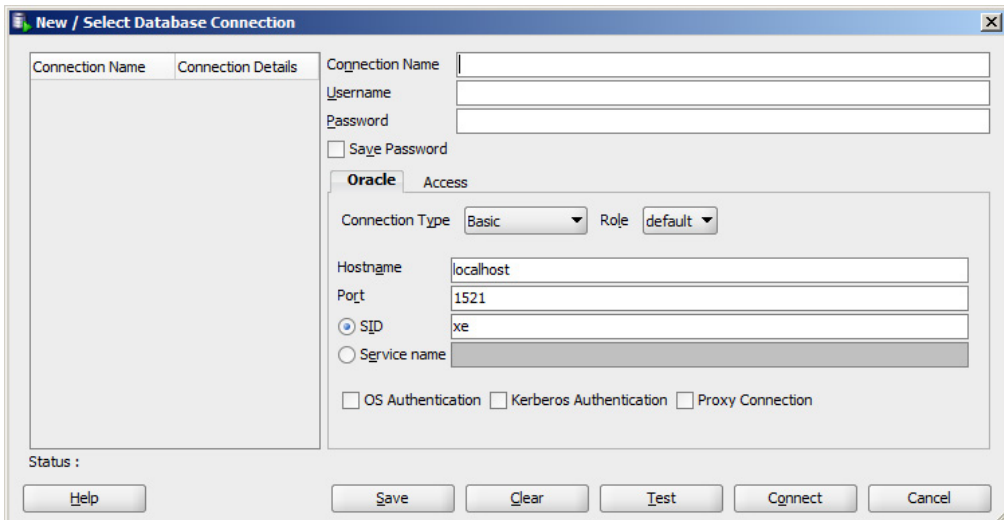 New / Select Database Connection
Connection Name Connection Details
Connection Name
Username
Password
Save Password
Oracle Access
Connection Type Basic Role default
Hostname localhost
Port 1521
SID xe
Service name
OS Authentication Kerberos Authentication Proxy Connection
Status :
Help Save Clear Test Connect Cancel